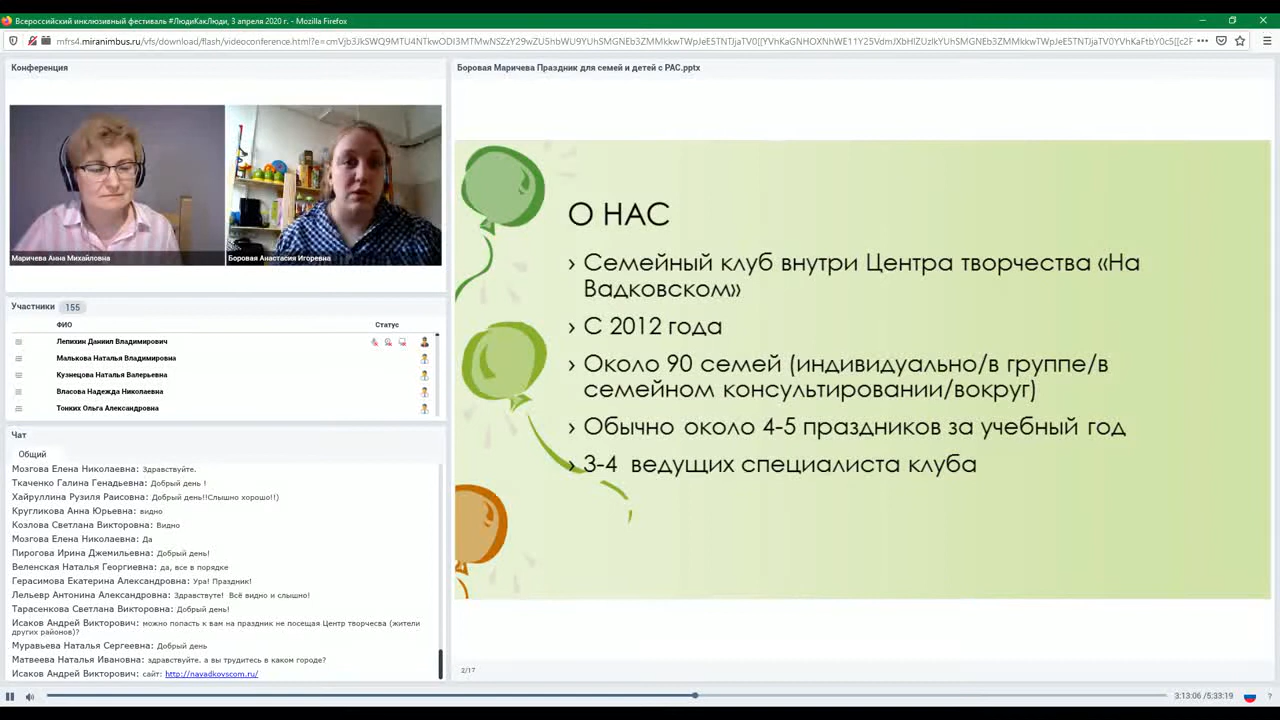 Всероссийский инклюзивный фестиваль #ЛюдиКакЛюди, 3 апреля 2020 г. - Mozilla Firefox
Конференция
Маричева Анна Михайловна
Боровая Анастасия Игоревна
Участники 155
ФИО Статус
Лепихин Даниил Владимирович
Малькова Наталья Владимировна
Кузнецова Наталья Валерьевна
Власова Надежда Николаевна
Тонких Ольга Александровна
Чат
Общий
Мозгова Елена Николаевна: Здравствуйте.
Ткаченко Галина Генадьевна: Добрый день !
Хайруллина Рузиля Раисовна: Добрый день!!Слышно хорошо!!)
Кругликова Анна Юрьевна: видно
Козлова Светлана Викторовна: Видно
Мозгова Елена Николаевна: Да
Пирогова Ирина Джемильевна: Добрый день!
Веленская Наталья Георгиевна: да, все в порядке
Герасимова Екатерина Александровна: Ура! Праздник!
Лельевр Антонина Александровна: Здравствуте! Всё видно и слышно!
Тарасенкова Светлана Викторовна: Добрый день!
Исаков Андрей Викторович: можно попасть к вам на праздник не посещая Центр творчесва (жители
других районов)?
Муравьева Наталья Сергеевна: Добрый день
Матвеева Наталья Ивановна: здравствуйте. а вы трудитесь в каком городе?
Исаков Андрей Викторович: сайт: http://navadkovscom.ru/
Боровая Маричева Праздник для семей и детей с РАС.pptx
О НАС
› Семейный клуб внутри Центра творчества «На
Вадковском»
› С 2012 года
› Около 90 семей (индивидуально/в группе/в
семейном консультировании/вокруг)
› Обычно около 4-5 праздников за учебный год
› 3-4 ведущих специалиста клуба
2/17
3:13:06 /5:33:19
?